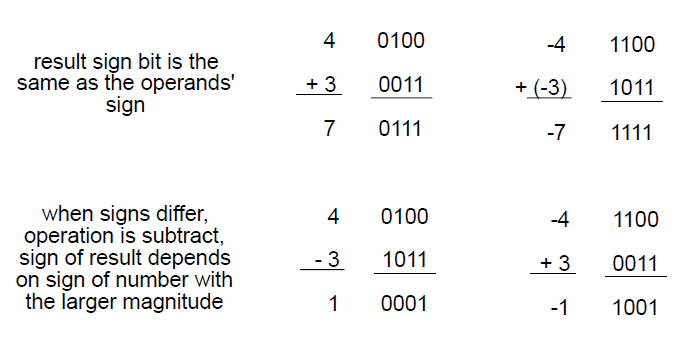 result sign bit is the
same as the operands'
sign
4 0100
+ 3 0011
7 0111
-4 1100
+ (-3) 1011
-7 1111
when signs differ,
operation is subtract,
sign of result depends
on sign of number with
the larger magnitude
4 0100
- 3 1011
1 0001
-4 1100
+ 3 0011
-1 1001